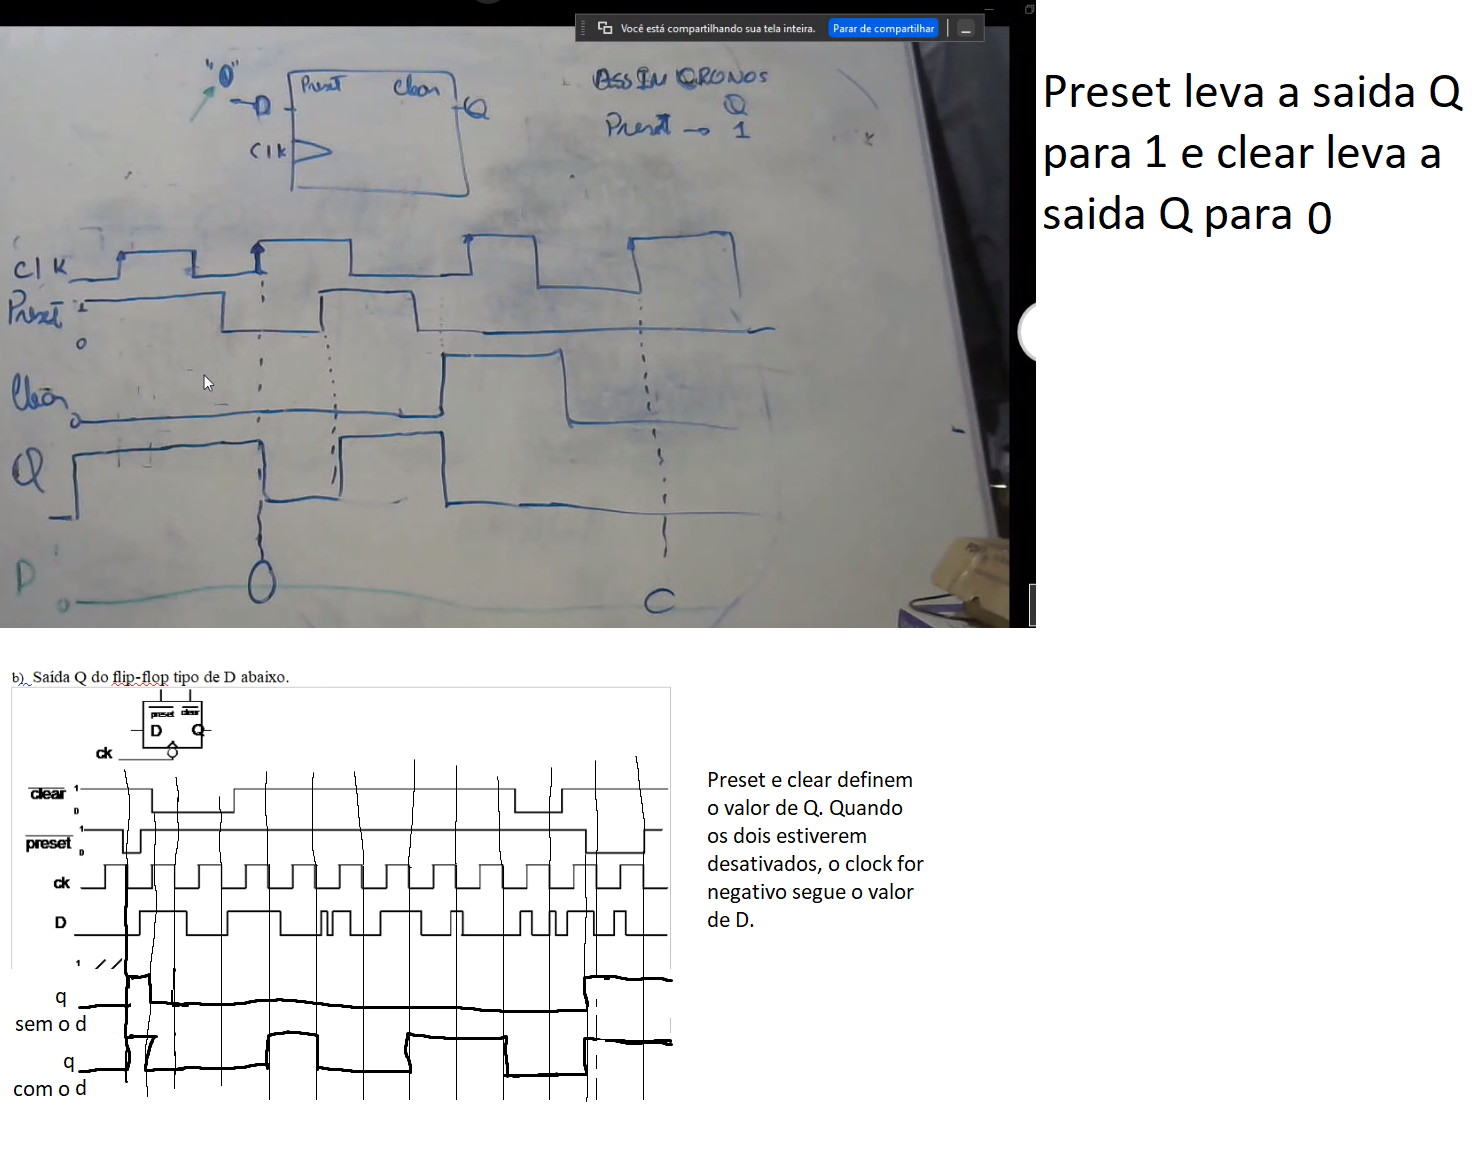 Você está compartilhando sua tela inteira. Parar de compartilhar
"0"
Preset Clear
D Q
Clk
ASSINCRONOS
Q
Preset → 1
Clk
Preset 1
0
Clear
0
Q
D
0
0 C
Preset leva a saida Q
para 1 e clear leva a
saida Q para 0
b) Saída Q do flip-flop tipo de D abaixo.
preset clear
D Q
ck
clear 1
D
preset 1
D
ck
D
1
q
sem o d
q
com o d
Preset e clear definem
o valor de Q. Quando
os dois estiverem
desativados, o clock for
negativo segue o valor
de D.